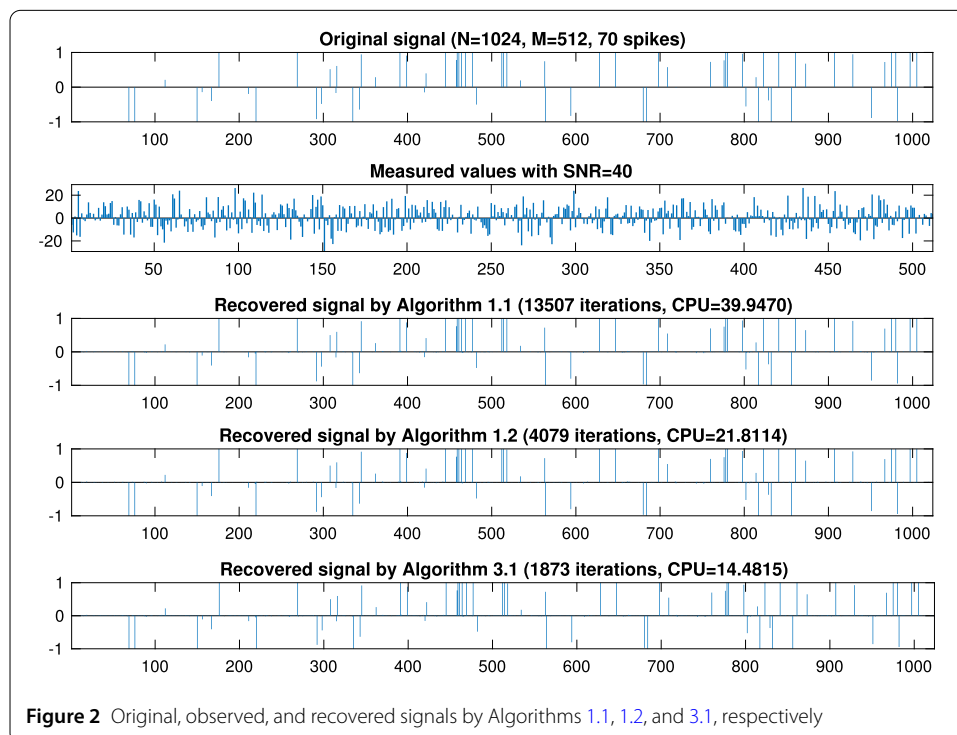 Original signal (N=1024, M=512, 70 spikes)
1
0
-1
100 200 300 400 500 600 700 800 900 1000
Measured values with SNR=40
20
0
-20
50 100 150 200 250 300 350 400 450 500
Recovered signal by Algorithm 1.1 (13507 iterations, CPU=39.9470)
1
0
-1
100 200 300 400 500 600 700 800 900 1000
Recovered signal by Algorithm 1.2 (4079 iterations, CPU=21.8114)
1
0
-1
100 200 300 400 500 600 700 800 900 1000
Recovered signal by Algorithm 3.1 (1873 iterations, CPU=14.4815)
1
0
-1
100 200 300 400 500 600 700 800 900 1000
Figure 2 Original, observed, and recovered signals by Algorithms 1.1, 1.2, and 3.1, respectively